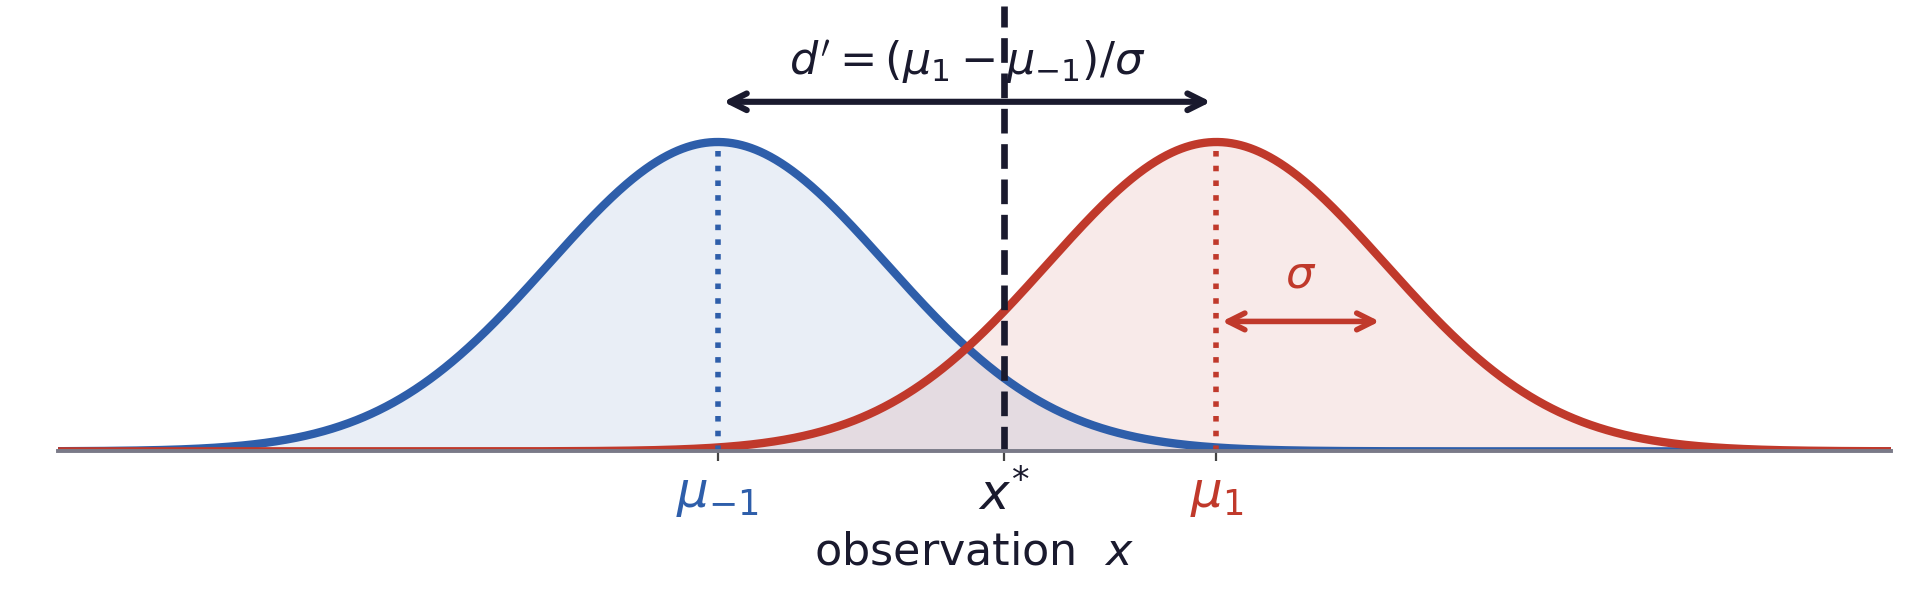 d′ = (μ₁ − μ₋₁)/σ
σ
μ₋₁ x* μ₁
observation x